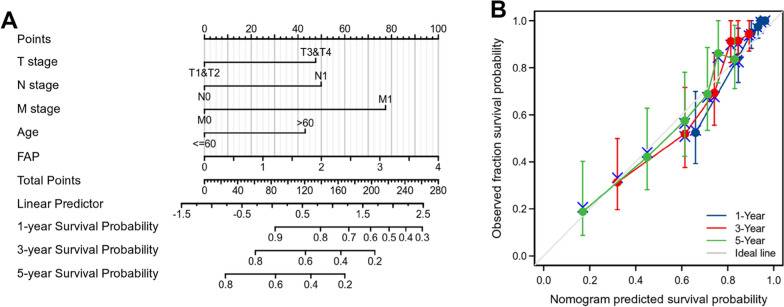 A
Points
0 20 40 60 80 100
T stage
T3&T4
T1&T2
N stage
N1
N0
M stage
M1
M0
Age
>60
<=60
FAP
0 1 2 3 4
Total Points
0 40 80 120 160 200 240 280
Linear Predictor
-1.5 -0.5 0.5 1.5 2.5
1-year Survival Probability
0.9 0.8 0.7 0.6 0.5 0.4 0.3
3-year Survival Probability
0.8 0.6 0.4 0.2
5-year Survival Probability
0.8 0.6 0.4 0.2
B
Observed fraction survival probability
1.0
0.8
0.6
0.4
0.2
0.0
1-Year
3-Year
5-Year
Ideal line
0.0 0.2 0.4 0.6 0.8 1.0
Nomogram predicted survival probability